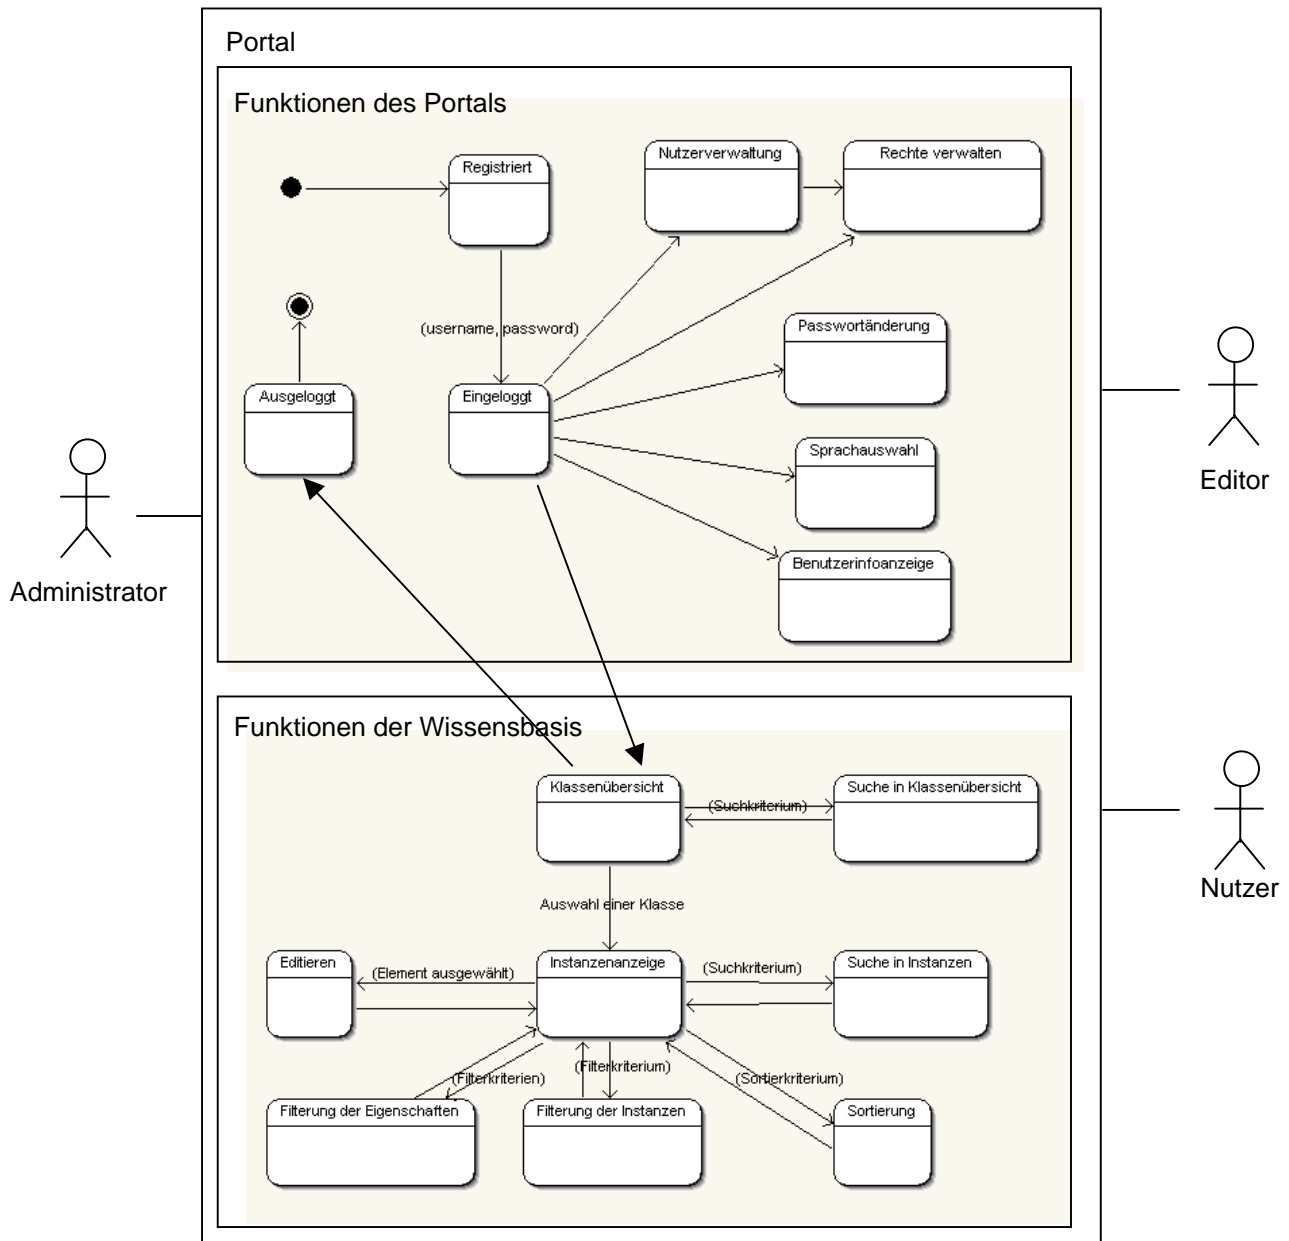 Portal
Funktionen des Portals
Registriert
Nutzerverwaltung
Rechte verwalten
(username, password)
Passwortänderung
Ausgeloggt
Eingeloggt
Sprachauswahl
Editor
Benutzerinfoanzeige
Administrator
Funktionen der Wissensbasis
Klassenübersicht
(Suchkriterium)
Suche in Klassenübersicht
Nutzer
Auswahl einer Klasse
Editieren
(Element ausgewählt)
Instanzenanzeige
(Suchkriterium)
Suche in Instanzen
(Filterkriterien)
(Filterkriterium)
(Sortierkriterium)
Filterung der Eigenschaften
Filterung der Instanzen
Sortierung